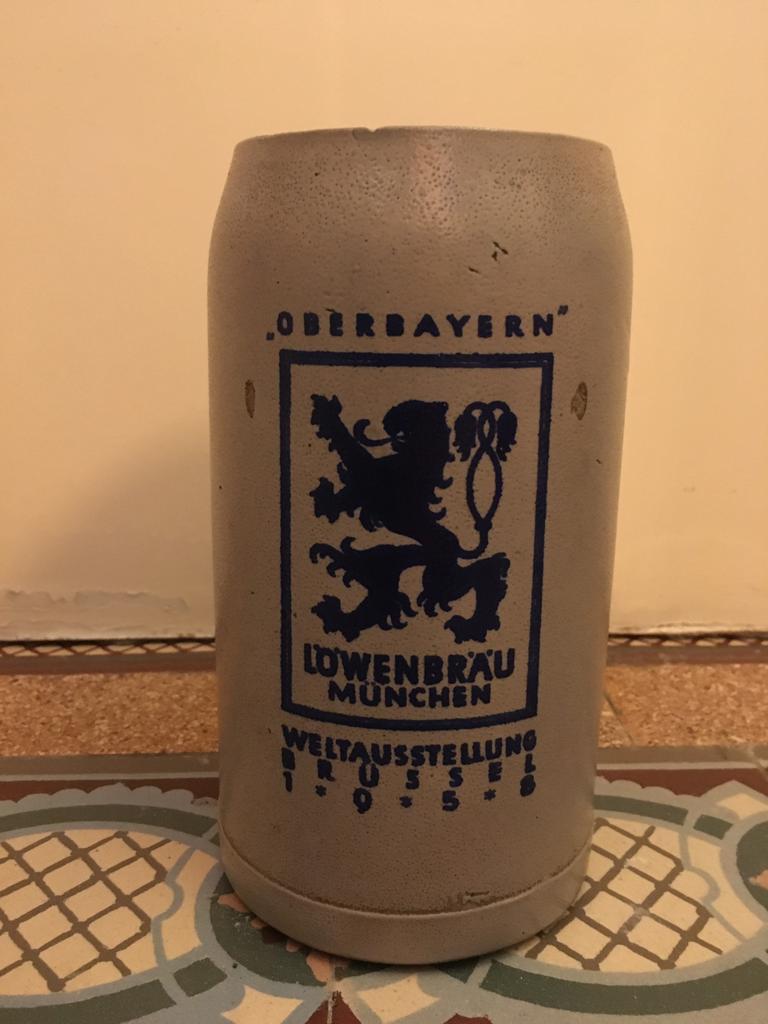 „OBERBAYERN”
LÖWENBRÄU
MÜNCHEN
WELTAUSSTELLUNG
BRÜSSEL
1*9*5*8